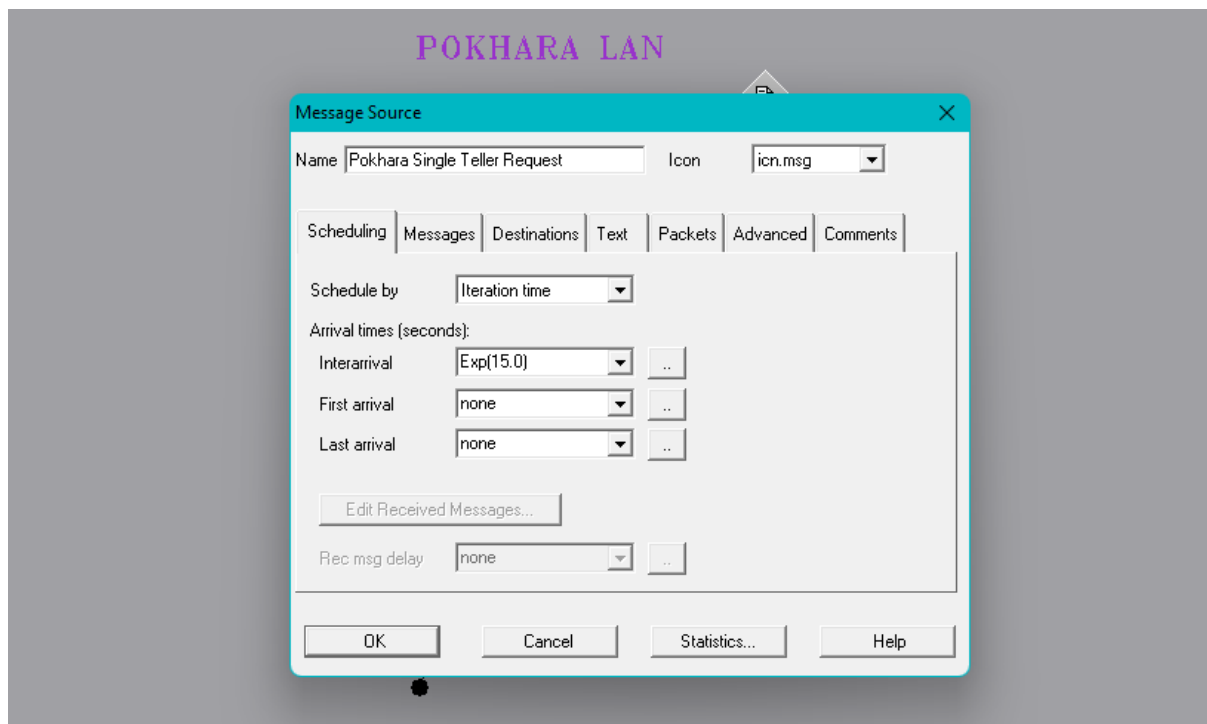 POKHARA LAN
Message Source
Name Pokhara Single Teller Request Icon icn.msg
Scheduling Messages Destinations Text Packets Advanced Comments
Schedule by Iteration time
Arrival times (seconds):
Interarrival Exp(15.0) ..
First arrival none ..
Last arrival none ..
Edit Received Messages...
Rec msg delay none ..
OK Cancel Statistics... Help